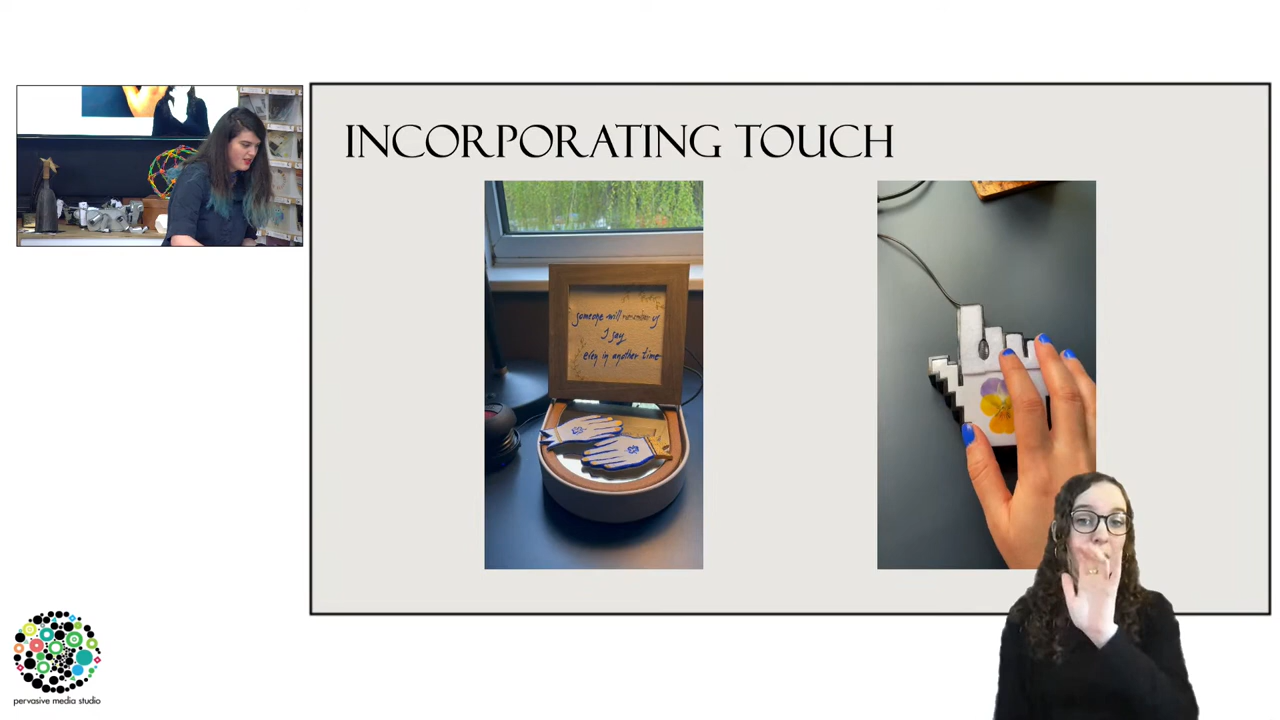 INCORPORATING TOUCH
someone will remember us
I say
even in another time
pervasive media studio